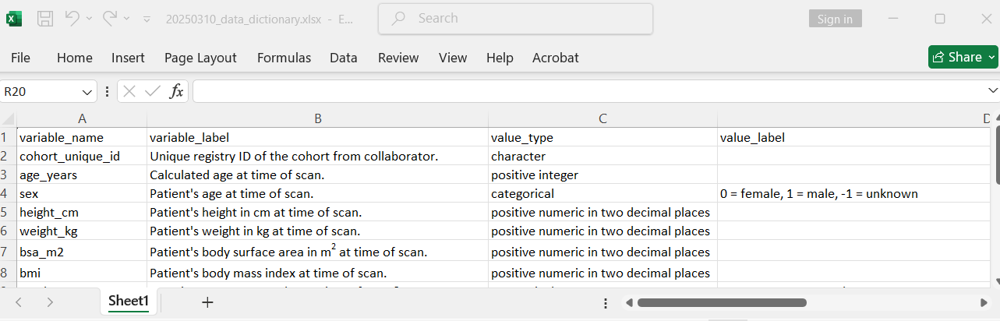 20250310_data_dictionary.xlsx - E... Search Sign in
File Home Insert Page Layout Formulas Data Review View Help Acrobat Share
R20 fx
A B C D
1 variable_name variable_label value_type value_label
2 cohort_unique_id Unique registry ID of the cohort from collaborator. character
3 age_years Calculated age at time of scan. positive integer
4 sex Patient's age at time of scan. categorical 0 = female, 1 = male, -1 = unknown
5 height_cm Patient's height in cm at time of scan. positive numeric in two decimal places
6 weight_kg Patient's weight in kg at time of scan. positive numeric in two decimal places
7 bsa_m2 Patient's body surface area in m² at time of scan. positive numeric in two decimal places
8 bmi Patient's body mass index at time of scan. positive numeric in two decimal places
Sheet1